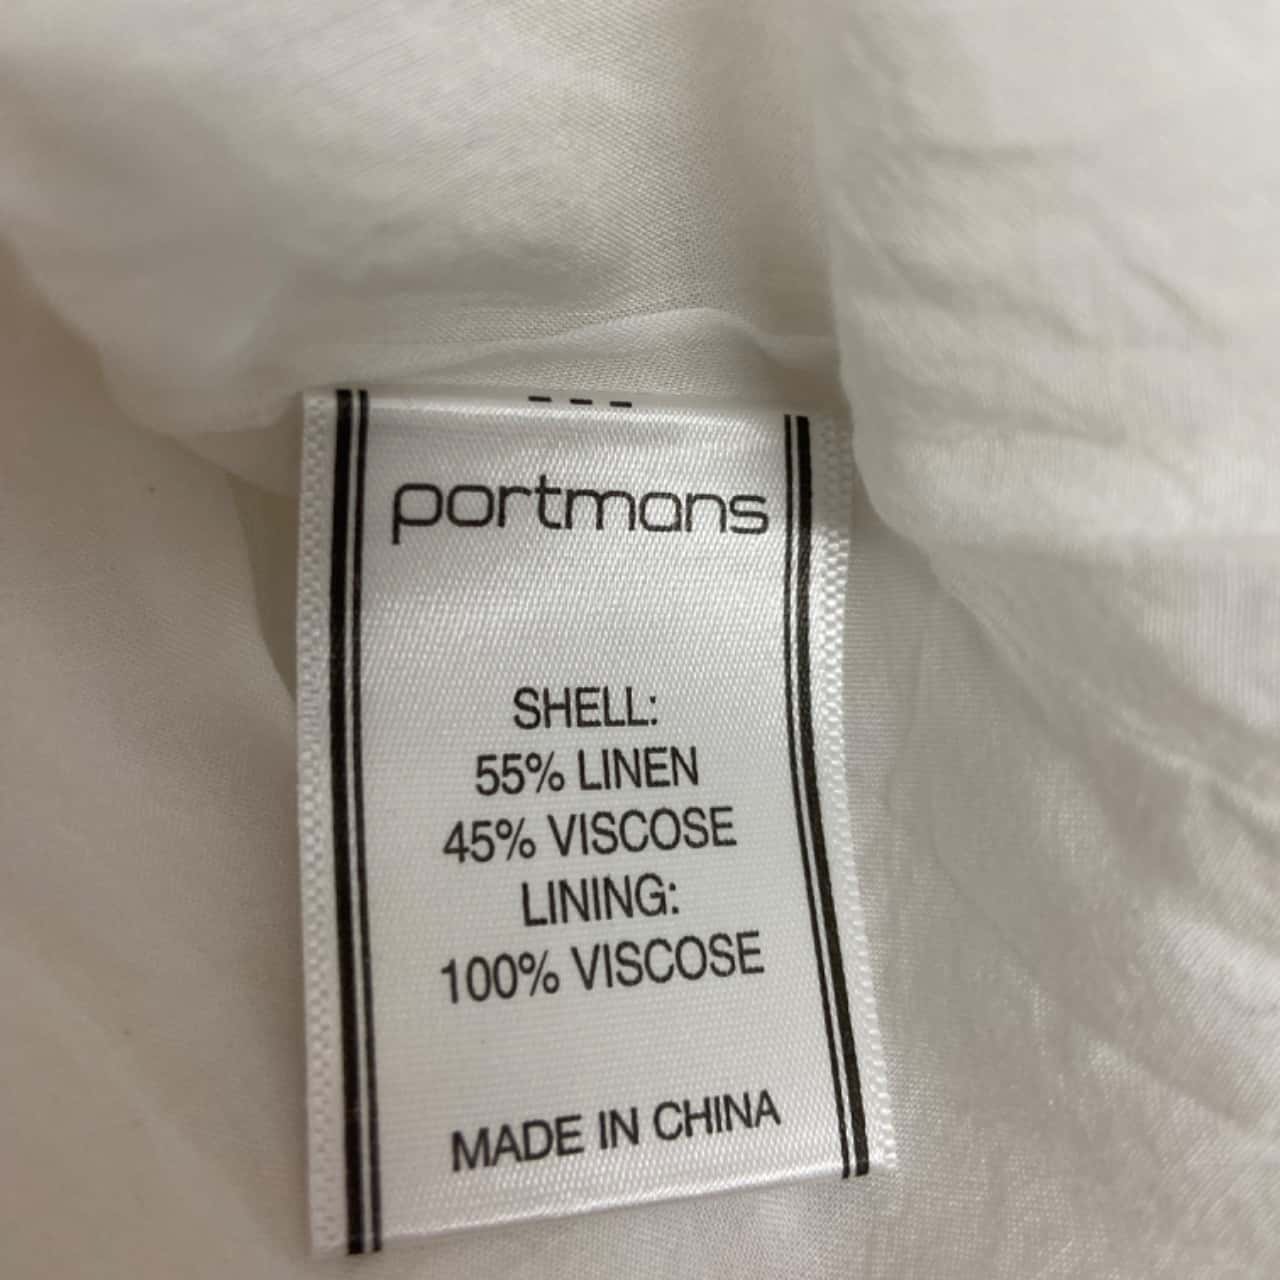 portmans
SHELL:
55% LINEN
45% VISCOSE
LINING:
100% VISCOSE
MADE IN CHINA